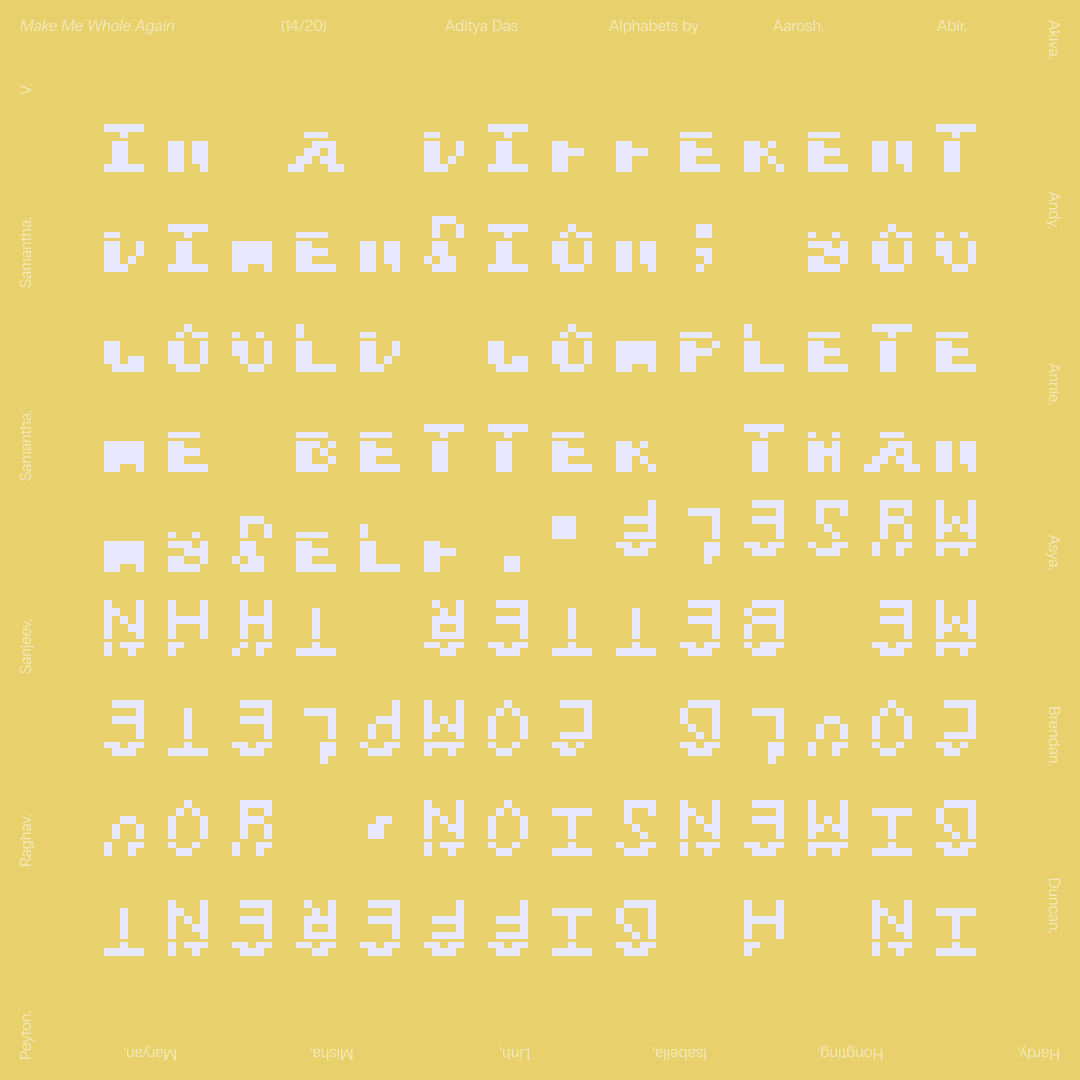 Make Me Whole Again (14/20) Aditya Das Alphabets by Aarosh, Abir,
Akiva, Andy, Annie, Asya, Brendan, Duncan,
Hardy, Hongting, Isabella, Linh, Misha, Maryan,
Peyton, Raghav, Sanjeev, Samantha, Samantha, V.
IN A DIFFERENT
DIMENSION, YOU
COULD COMPLETE
ME BETTER THAN
MYSELF.
IN A DIFFERENT
DIMENSION, YOU
COULD COMPLETE
ME BETTER THAN
MYSELF.